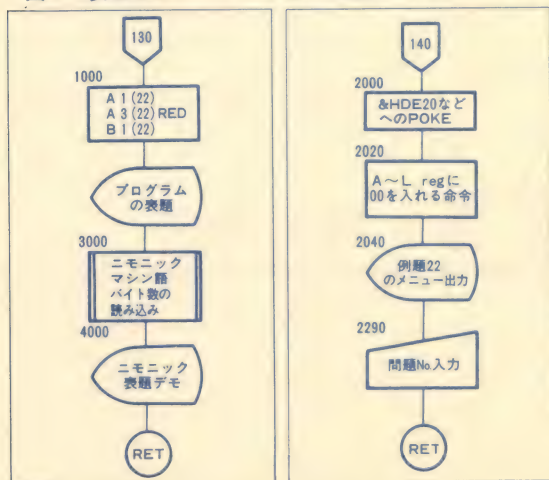 130
1000
A1(22)
A3(22)RED
B1(22)
プログラム
の表題
3000
ニモニック
マシン語
バイト数の
読み込み
4000
ニモニック
表題デモ
RET
140
2000
&HDE20など
へのPOKE
2020
A～L regに
00を入れる命令
2040
例題22
のメニュー出力
2290
問題No.入力
RET